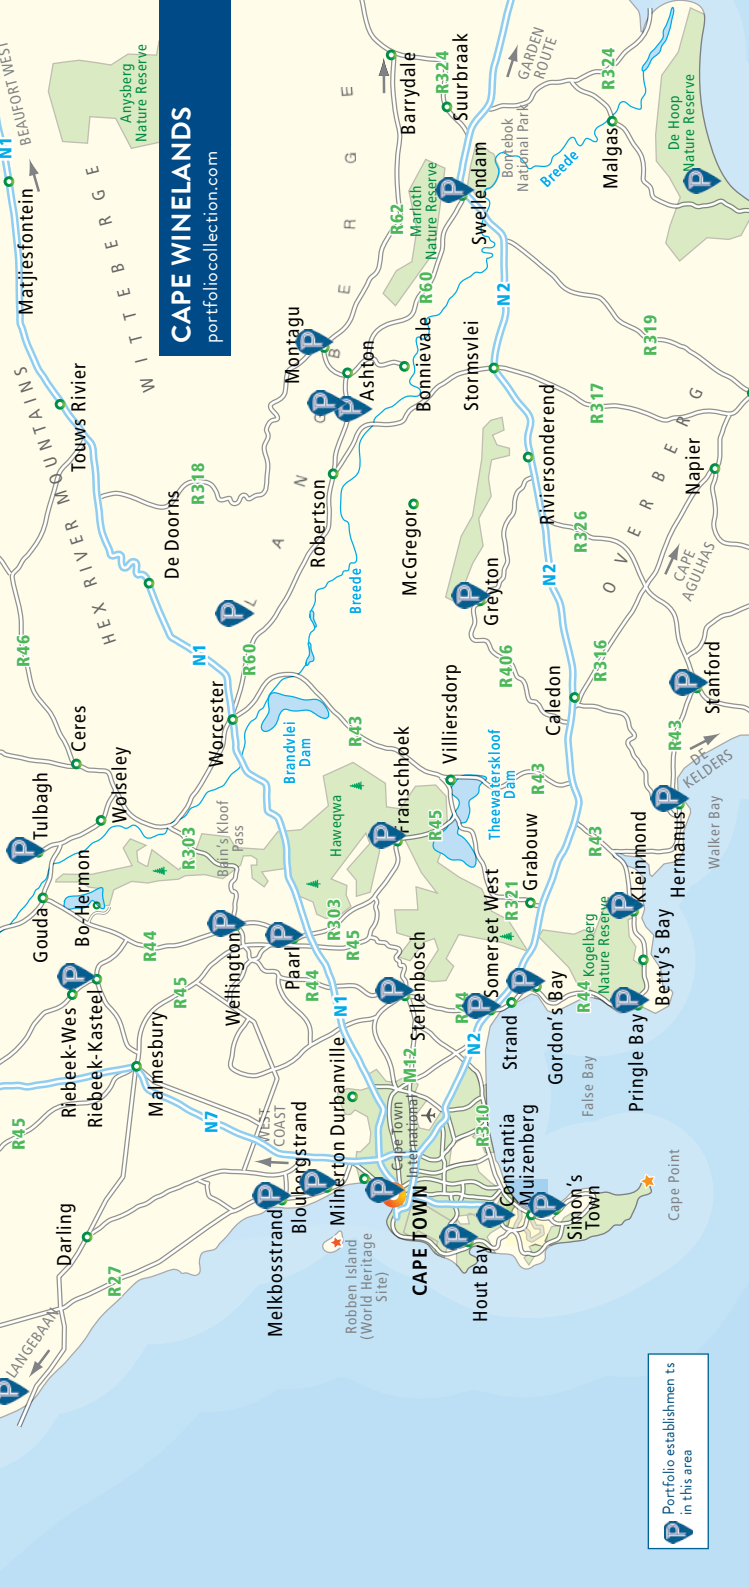 CAPE WINELANDS
portfoliocollection.com
LANGEBAAN
R27
Darling
R45
Riebeek-Wes
Riebeek-Kasteel
Malmesbury
N7
R45
R44
Gouda
Bo-Hermon
Tulbagh
Wolseley
Ceres
R46
R303
Bain's Kloof
Pass
Wellington
Paarl
R44
R303
R45
N1
WEST
COAST
Melkbosstrand
Bloubergstrand
Milnerton
Durbanville
Robben Island
(World Heritage
Site)
CAPE TOWN
Cape Town
International
M12
Stellenbosch
R44
N2
R310
Hout Bay
Constantia
Muizenberg
Simon's
Town
Cape Point
False Bay
Strand
Somerset West
Gordon's Bay
R44
Kogelberg
Nature Reserve
Pringle Bay
Betty's Bay
Kleinmond
Hermanus
Walker Bay
R43
Grabouw
R321
Franschhoek
R45
Haweqwa
Theewaterskloof
Dam
Villiersdorp
R43
R43
Brandvlei
Dam
Worcester
N1
R60
De Doorns
HEX RIVER MOUNTAINS
Touws Rivier
Matjiesfontein
N1
BEAUFORT WEST
Anysberg
Nature Reserve
WITTEBERGE
R318
LANGEBERGE
Robertson
Breede
McGregor
Montagu
Ashton
Bonnievale
R60
R62
Marloth
Nature Reserve
Barrydale
R324
Suurbraak
Swellendam
Bontebok
National Park
GARDEN
ROUTE
Breede
R324
Malgas
De Hoop
Nature Reserve
N2
R319
Stormsvlei
R317
Riviersonderend
N2
R326
OVERBERG
Napier
CAPE
AGULHAS
Greyton
R406
R316
Caledon
R43
Stanford
DE
KELDERS
Portfolio establishmen ts
in this area